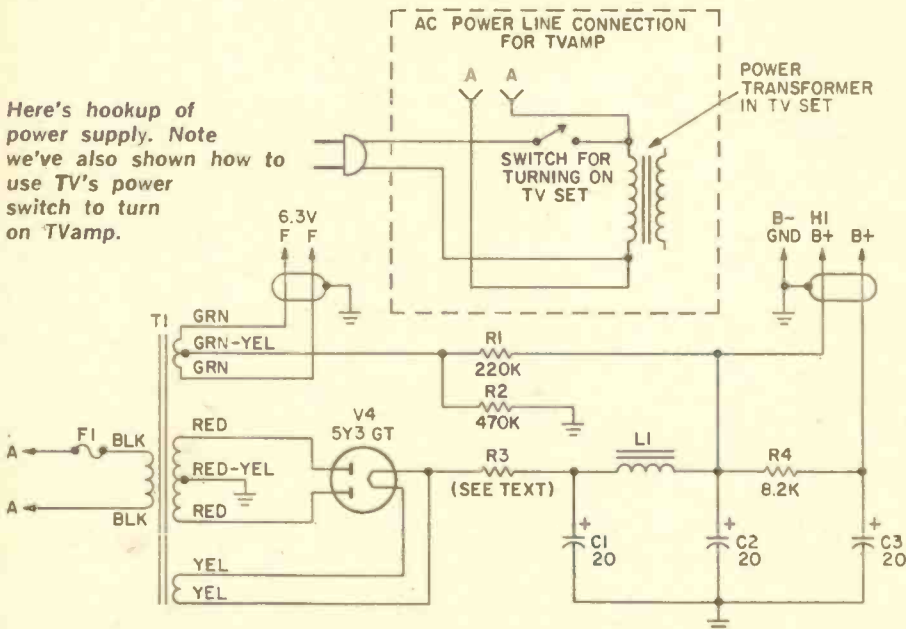 AC POWER LINE CONNECTION
FOR TVAMP
A A
POWER
TRANSFORMER
IN TV SET
SWITCH FOR
TURNING ON
TV SET
Here's hookup of
power supply. Note
we've also shown how to
use TV's power
switch to turn
on TVamp.
6.3V
F F
B- HI
GND B+ B+
T1
GRN
GRN-YEL
GRN
R1
220K
R2
470K
F1
BLK
A
A
BLK
RED
RED-YEL
RED
V4
5Y3 GT
R3
(SEE TEXT)
L1
R4
8.2K
+
C1
20
+
C2
20
+
C3
20
YEL
YEL